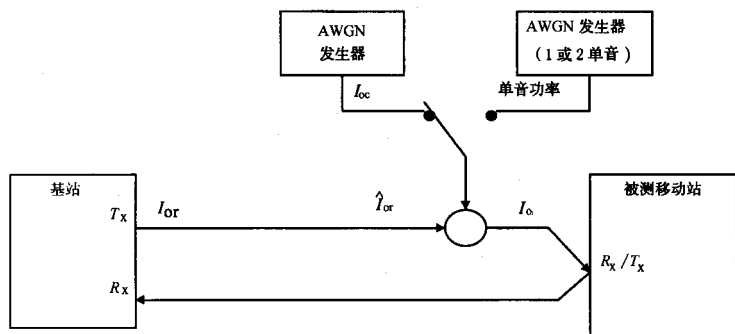 AWGN
发生器
AWGN 发生器
(1 或 2 单音)
I_oc
单音功率
基站
被测移动站
T_X
I_or
Î_or
I_o
R_X /T_X
R_X